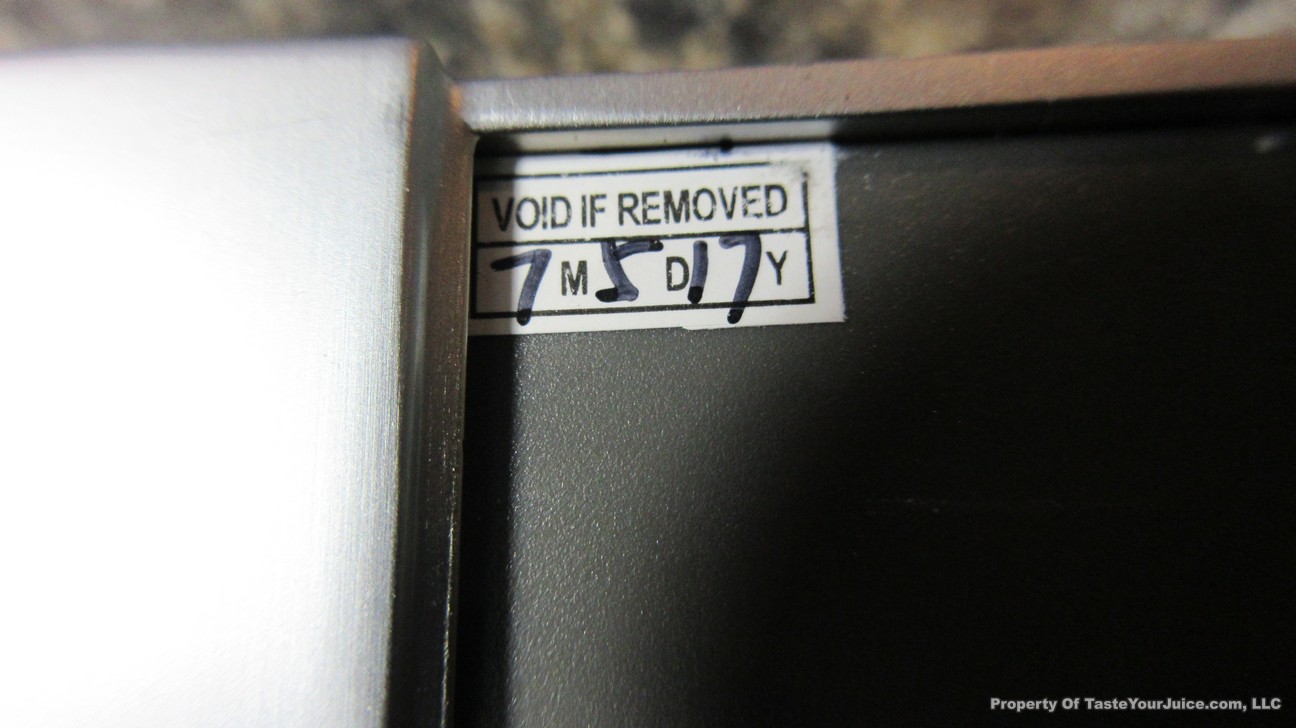 VOID IF REMOVED
7 M 5 D 17 Y
Property Of TasteYourJuice.com, LLC